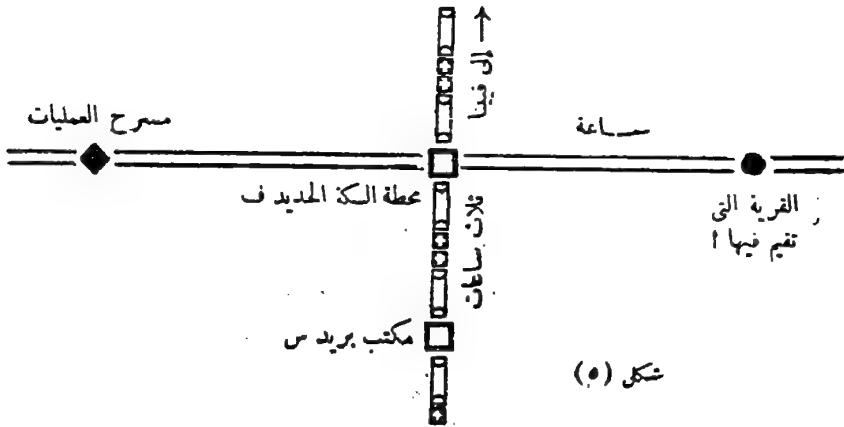 إلى فينا
مسرح العمليات
ساعة
محطة السكة الحديد ف
القرية التى
تقيم فيها ا
ثلاث ساعات
مكتب بريد س
شكل (٥)